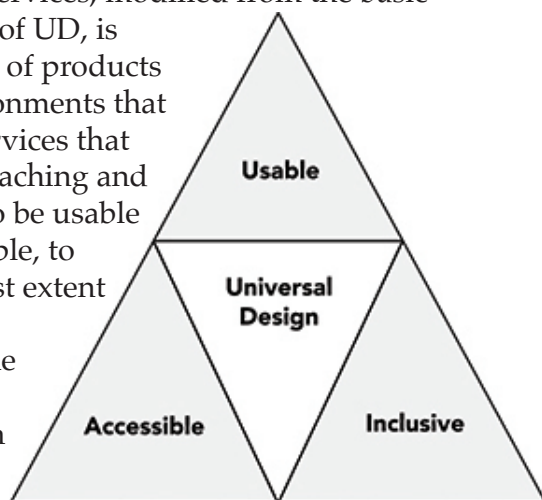 ervices, modified from the basic
of UD, is
of products
onments that
rvices that
aching and
o be usable
ble, to
st extent
e
Usable
Universal
Design
Accessible
Inclusive